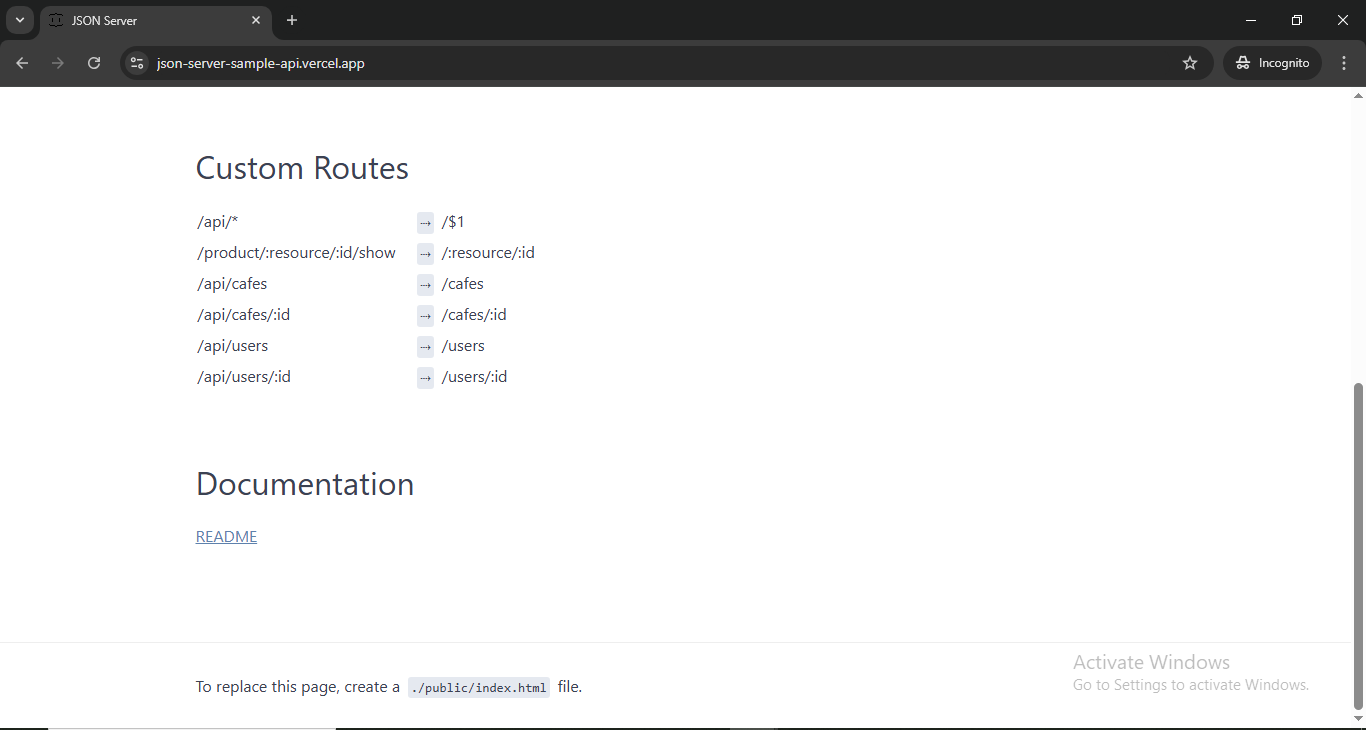 JSON Server
json-server-sample-api.vercel.app
Incognito
Custom Routes
/api/* ⇢ /$1
/product/:resource/:id/show ⇢ /:resource/:id
/api/cafes ⇢ /cafes
/api/cafes/:id ⇢ /cafes/:id
/api/users ⇢ /users
/api/users/:id ⇢ /users/:id
Documentation
README
Activate Windows
Go to Settings to activate Windows.
To replace this page, create a ./public/index.html file.